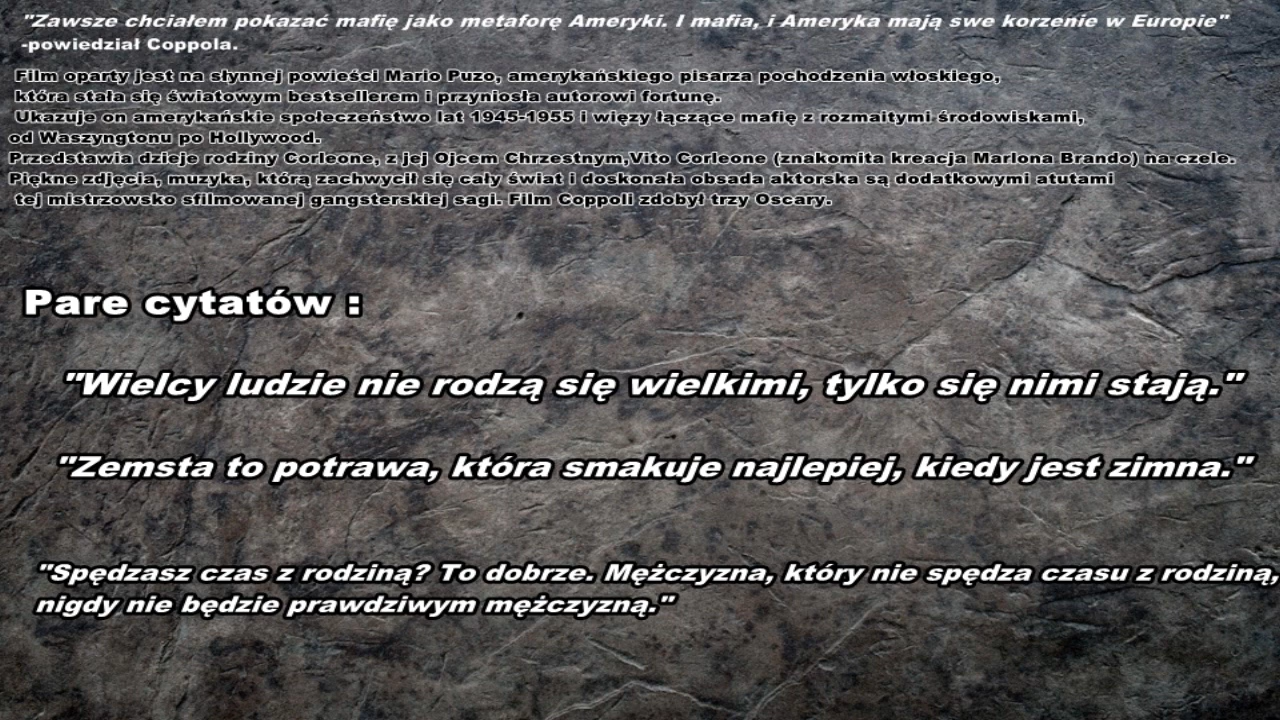 "Zawsze chciałem pokazać mafię jako metaforę Ameryki. I mafia, i Ameryka mają swe korzenie w Europie"
-powiedział Coppola.
Film oparty jest na słynnej powieści Mario Puzo, amerykańskiego pisarza pochodzenia włoskiego,
która stała się światowym bestsellerem i przyniosła autorowi fortunę.
Ukazuje on amerykańskie społeczeństwo lat 1945-1955 i więzy łączące mafię z rozmaitymi środowiskami,
od Waszyngtonu po Hollywood.
Przedstawia dzieje rodziny Corleone, z jej Ojcem Chrzestnym,Vito Corleone (znakomita kreacja Marlona Brando) na czele.
Piękne zdjęcia, muzyka, którą zachwycił się cały świat i doskonała obsada aktorska są dodatkowymi atutami
tej mistrzowsko sfilmowanej gangsterskiej sagi. Film Coppoli zdobył trzy Oscary.
Pare cytatów :
"Wielcy ludzie nie rodzą się wielkimi, tylko się nimi stają."
"Zemsta to potrawa, która smakuje najlepiej, kiedy jest zimna."
"Spędzasz czas z rodziną? To dobrze. Mężczyzna, który nie spędza czasu z rodziną,
nigdy nie będzie prawdziwym mężczyzną."